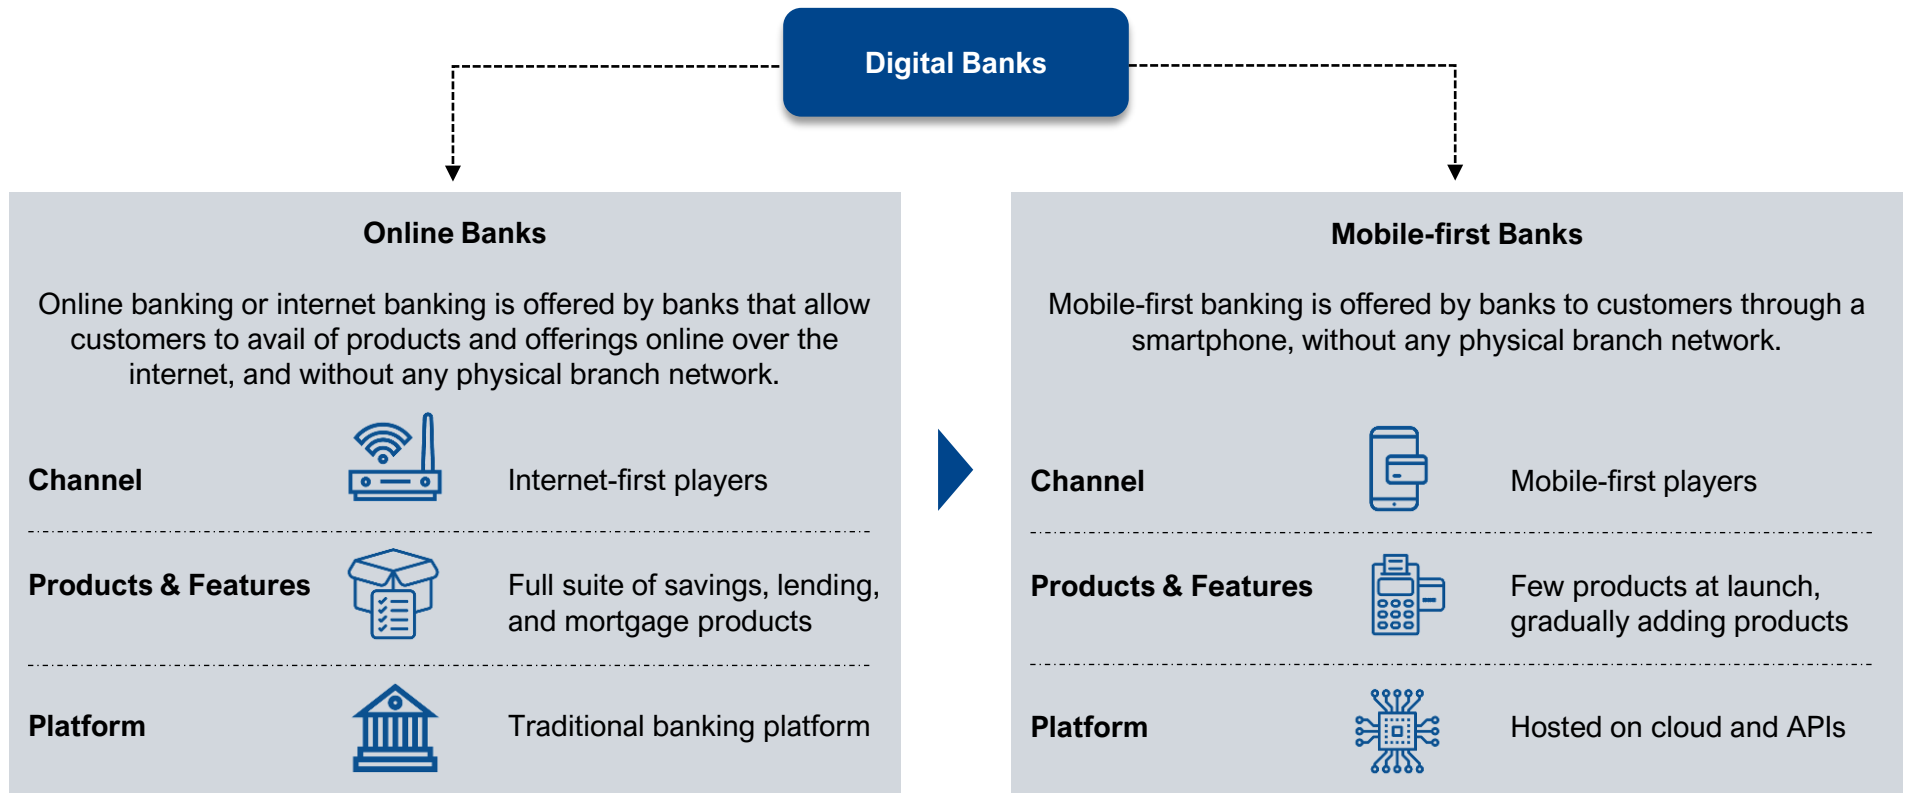 Digital Banks
Online Banks
Online banking or internet banking is offered by banks that allow
customers to avail of products and offerings online over the
internet, and without any physical branch network.
Channel
Internet-first players
Products & Features
Full suite of savings, lending,
and mortgage products
Platform
Traditional banking platform
Mobile-first Banks
Mobile-first banking is offered by banks to customers through a
smartphone, without any physical branch network.
Channel
Mobile-first players
Products & Features
Few products at launch,
gradually adding products
Platform
Hosted on cloud and APIs